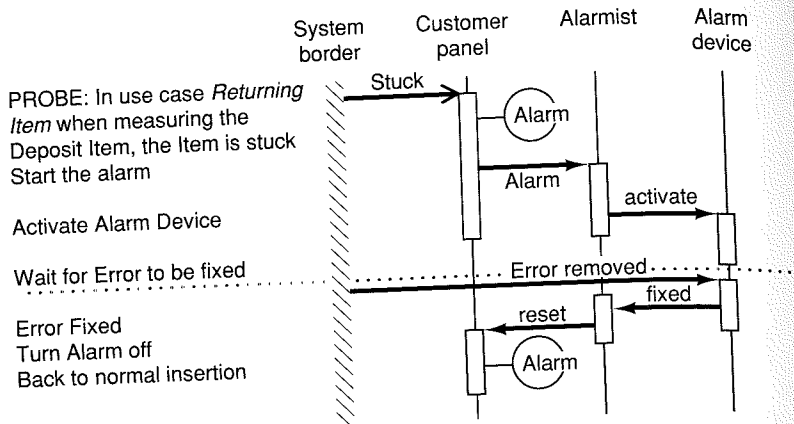 System border
Customer panel
Alarmist
Alarm device
PROBE: In use case Returning
Item when measuring the
Deposit Item, the Item is stuck
Start the alarm
Stuck
Alarm
Alarm
Activate Alarm Device
activate
Wait for Error to be fixed
Error removed
fixed
Error Fixed
reset
Turn Alarm off
Alarm
Back to normal insertion